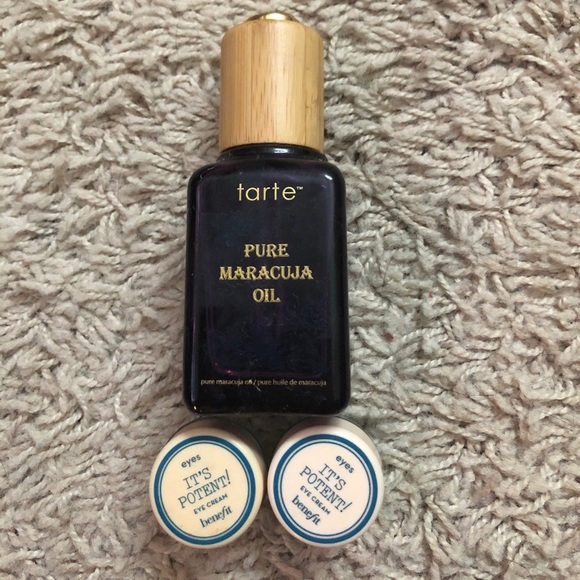 tarte™
PURE
MARACUJA
OIL
pure maracuja oil / pure huile de maracuja
eyes
IT'S
POTENT!
EYE CREAM
benefit
eyes
IT'S
POTENT!
EYE CREAM
benefit